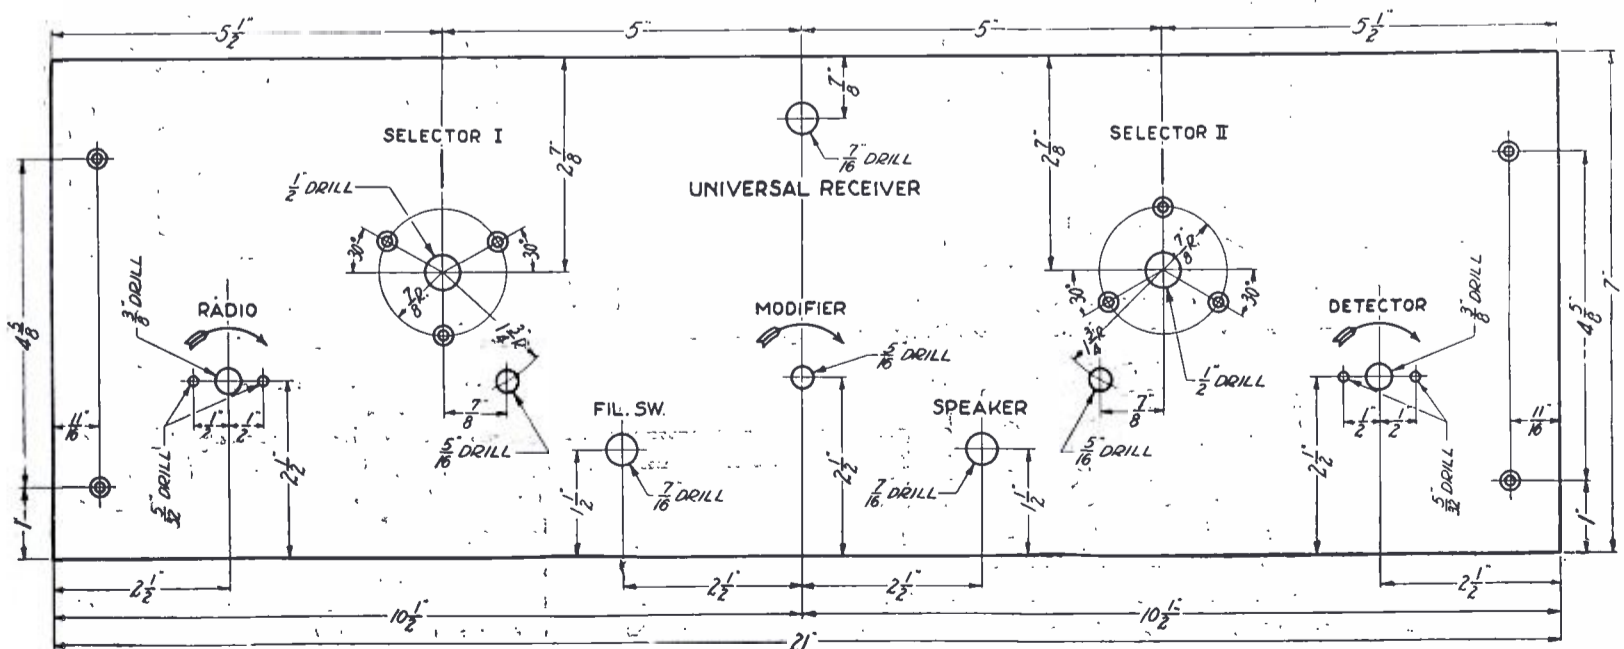 5 1/2"
5"
5"
5 1/2"
7/8"
SELECTOR I
2 7/8"
7/16" DRILL
2 7/8"
SELECTOR II
1/2" DRILL
UNIVERSAL RECEIVER
30°
30°
7/8 R.
7/8" R.
30°
30°
3/8" DRILL
RADIO
MODIFIER
DETECTOR
3/8" DRILL
7"
4 5/8"
1 3/4" R.
5/16" DRILL
1 3/4" R.
1/2" DRILL
4 5/8"
11/16"
1/2"
1/2"
7/8"
FIL. SW.
SPEAKER
7/8"
1/2"
1/2"
11/16"
5/32" DRILL
2 1/2"
5/16" DRILL
7/16" DRILL
1 1/2"
2 1/2"
7/16" DRILL
1 1/2"
5/16" DRILL
2 1/2"
5/32" DRILL
1"
1"
2 1/2"
2 1/2"
2 1/2"
2 1/2"
10 1/2"
10 1/2"
21"